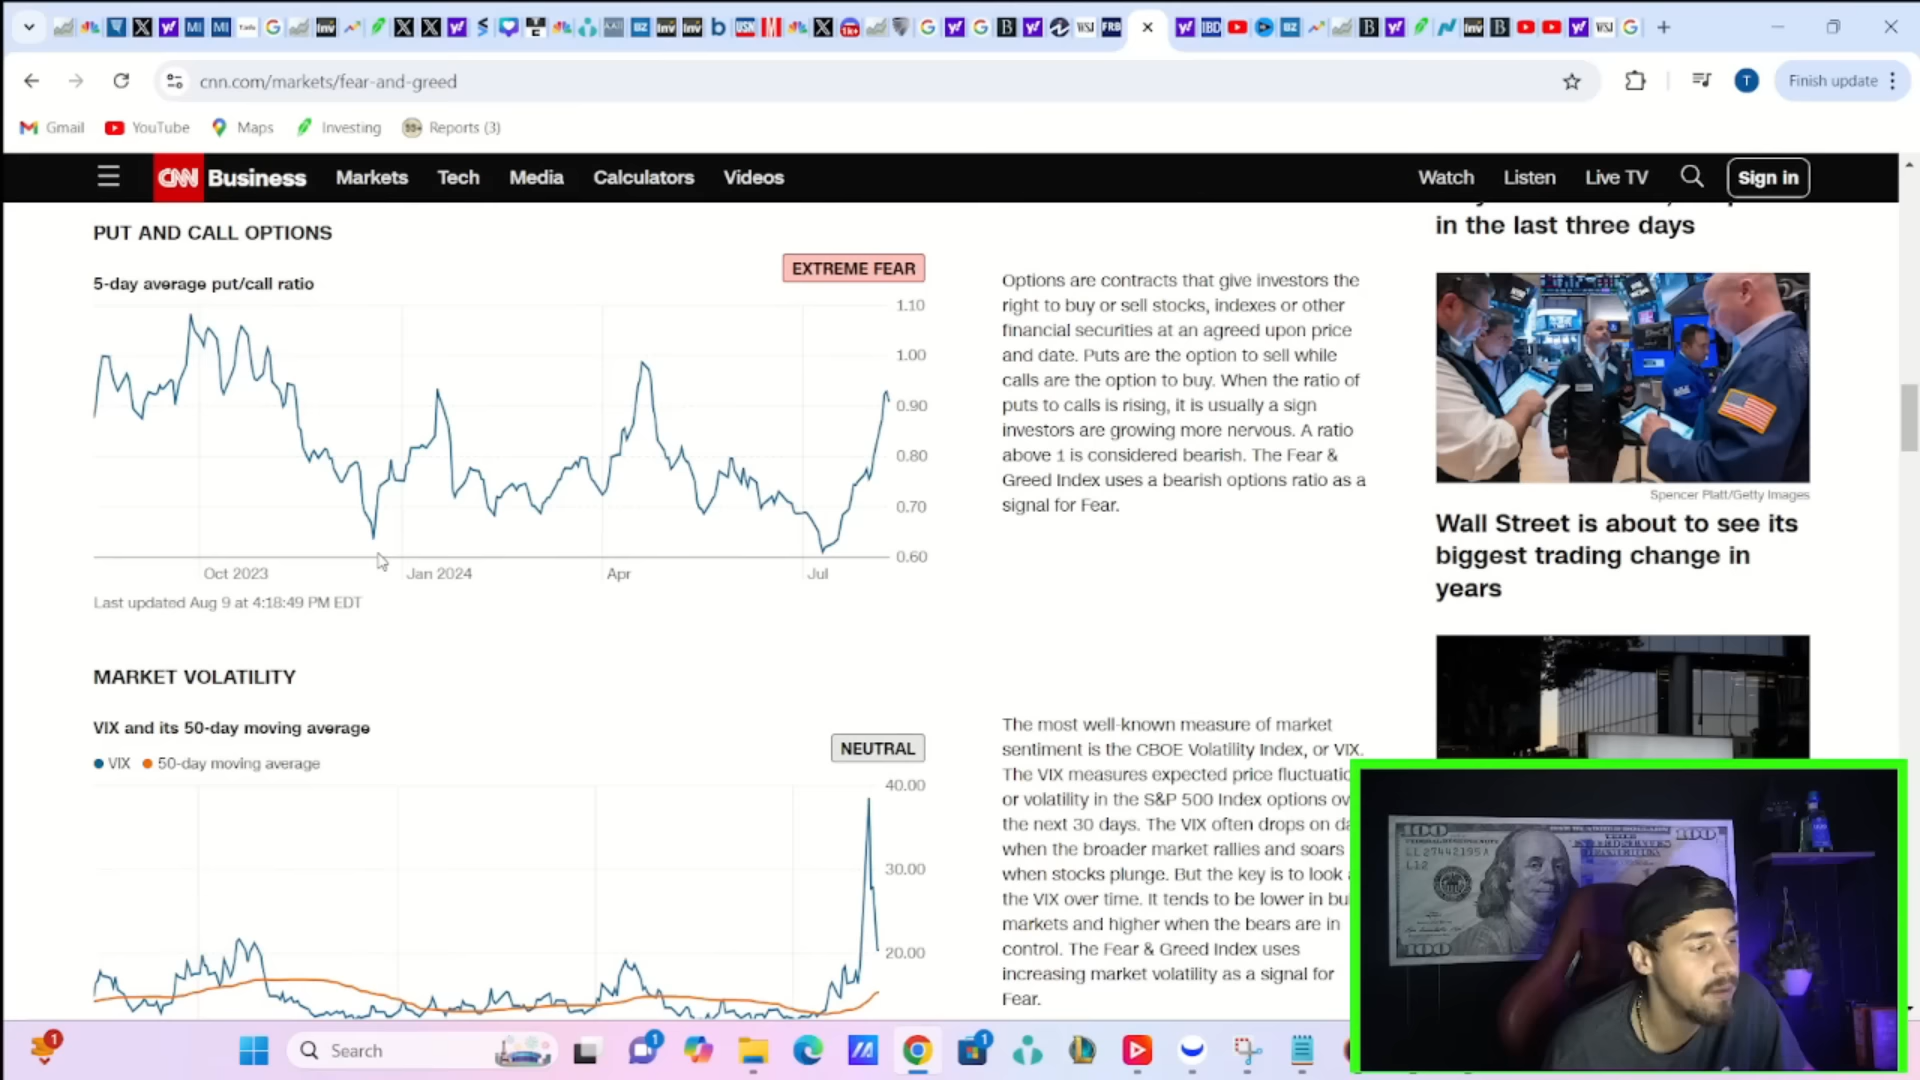 cnn.com/markets/fear-and-greed
Finish update
Gmail
YouTube
Maps
Investing
Reports (3)
CNN Business
Markets
Tech
Media
Calculators
Videos
Watch
Listen
Live TV
Sign in
PUT AND CALL OPTIONS
5-day average put/call ratio
EXTREME FEAR
1.10
1.00
0.90
0.80
0.70
0.60
Oct 2023
Jan 2024
Apr
Jul
Last updated Aug 9 at 4:18:49 PM EDT
Options are contracts that give investors the
right to buy or sell stocks, indexes or other
financial securities at an agreed upon price
and date. Puts are the option to sell while
calls are the option to buy. When the ratio of
puts to calls is rising, it is usually a sign
investors are growing more nervous. A ratio
above 1 is considered bearish. The Fear &
Greed Index uses a bearish options ratio as a
signal for Fear.
in the last three days
Spencer Platt/Getty Images
Wall Street is about to see its
biggest trading change in
years
MARKET VOLATILITY
VIX and its 50-day moving average
NEUTRAL
VIX
50-day moving average
40.00
30.00
20.00
The most well-known measure of market
sentiment is the CBOE Volatility Index, or VIX.
The VIX measures expected price fluctuatio
or volatility in the S&P 500 Index options ov
the next 30 days. The VIX often drops on da
when the broader market rallies and soars
when stocks plunge. But the key is to look
the VIX over time. It tends to be lower in bu
markets and higher when the bears are in
control. The Fear & Greed Index uses
increasing market volatility as a signal for
Fear.
100
100
100
Search
1
1
1
T